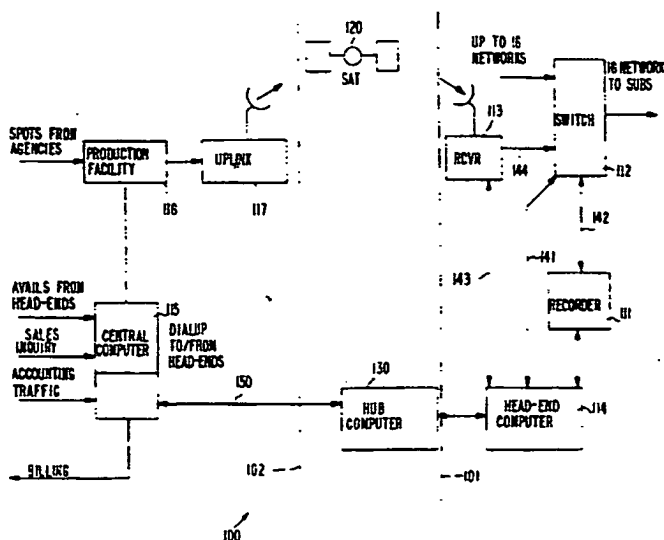 120
SAT
UP TO 16
NETWORKS
16 NETWORK
TO SUBS
SWITCH
112
113
RCVR
144
SPOTS FROM
AGENCIES
PRODUCTION
FACILITY
116
UPLINK
117
142
141
143
RECORDER
111
AVAILS FROM
HEAD-ENDS
115
SALES
INQUIRY
CENTRAL
COMPUTER
DIALUP
TO/FROM
HEAD-ENDS
ACCOUNTING
TRAFFIC
150
130
HUB
COMPUTER
HEAD-END
COMPUTER
114
BILLING
102
101
100